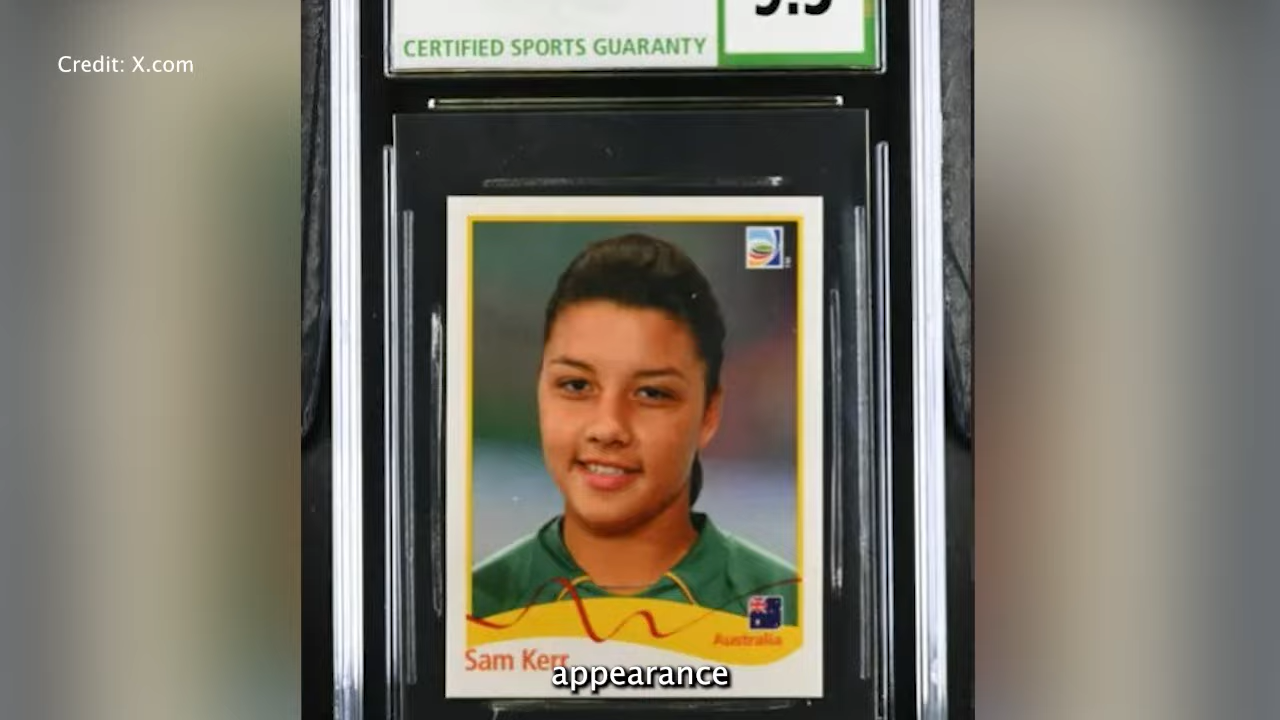 Credit: X.com
CERTIFIED SPORTS GUARANTY
Australia
Sam Kerr
appearance